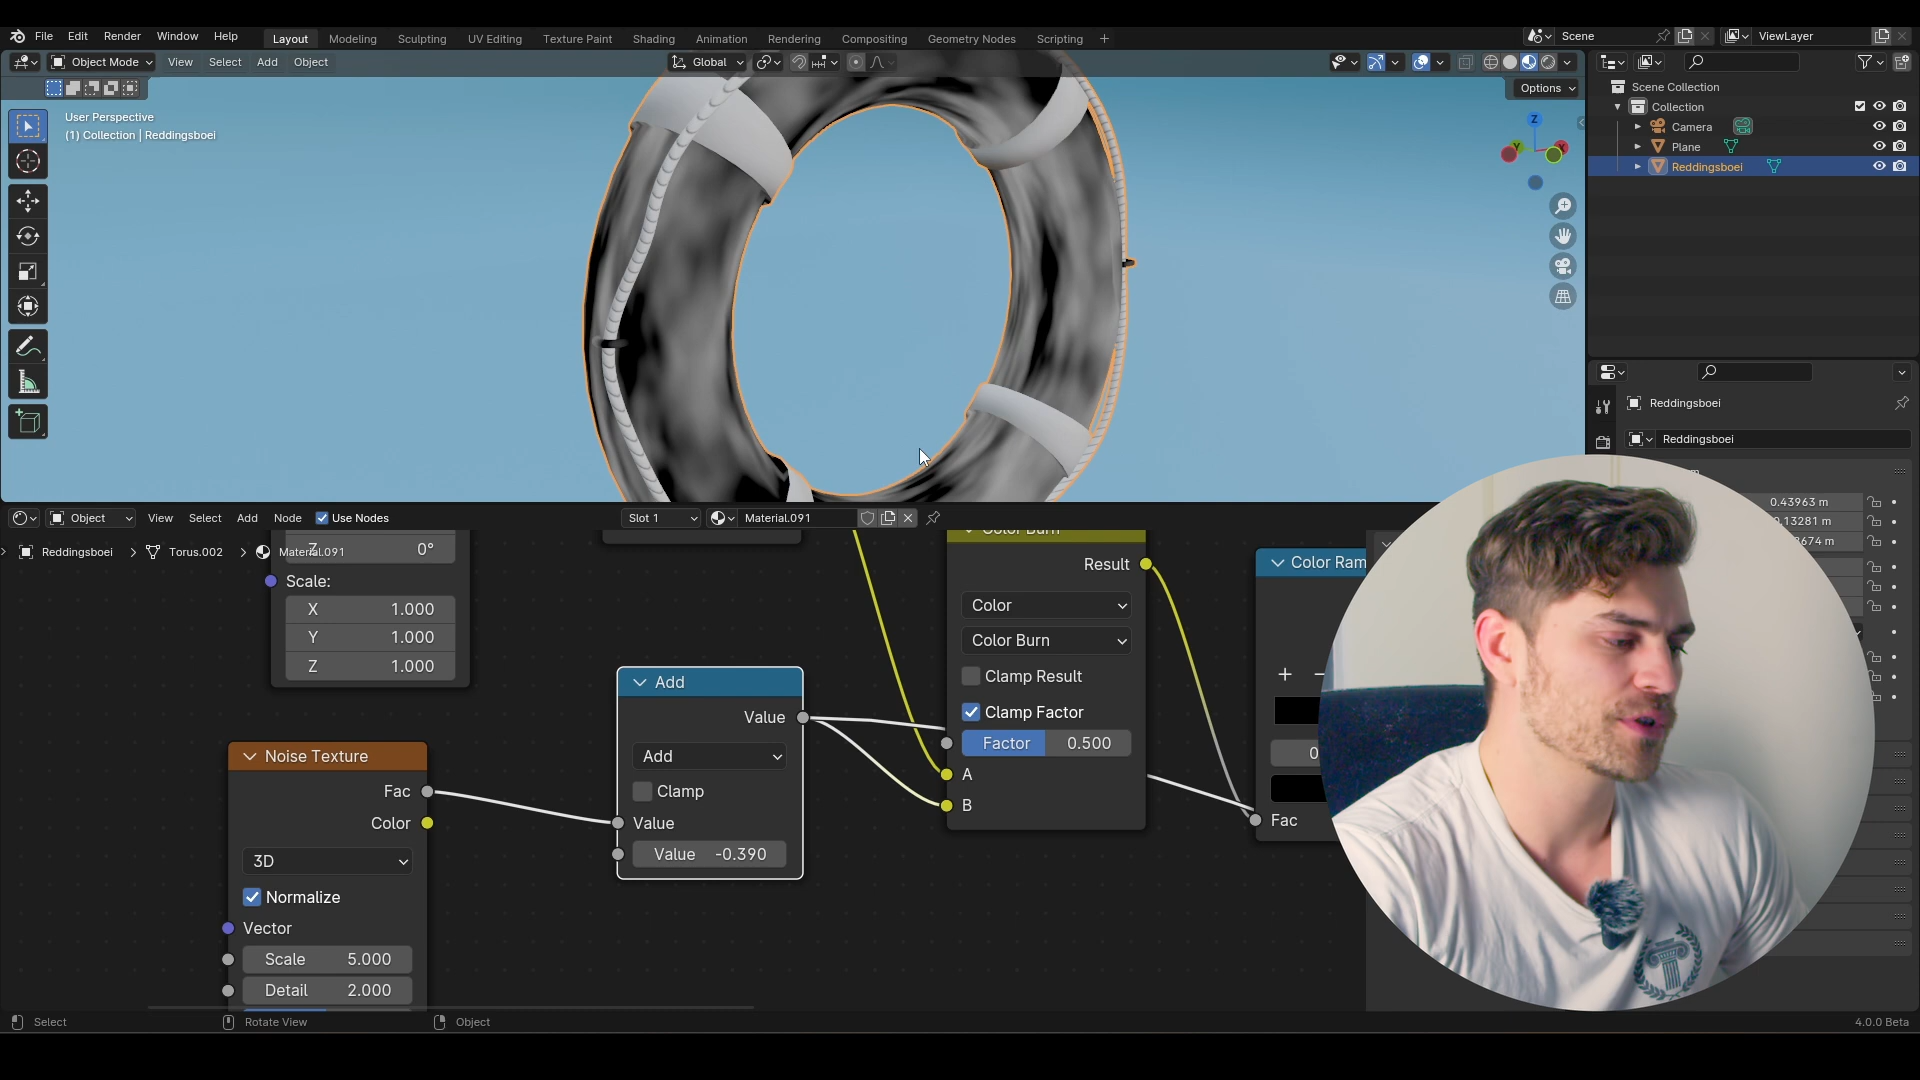 File Edit Render Window Help
Layout Modeling Sculpting UV Editing Texture Paint Shading Animation Rendering Compositing Geometry Nodes Scripting +
Scene
ViewLayer
Object Mode View Select Add Object
Global
Options
User Perspective
(1) Collection | Reddingsboei
Z
Y
X
Scene Collection
Collection
Camera
Plane
Reddingsboei
Reddingsboei
Reddingsboei
0.43963 m
.13281 m
3674 m
Object View Select Add Node Use Nodes
Slot 1
Material.091
Reddingsboei > Torus.002 > Material.091
Z 0°
Scale:
X 1.000
Y 1.000
Z 1.000
Noise Texture
Fac
Color
3D
Normalize
Vector
Scale 5.000
Detail 2.000
Add
Value
Add
Clamp
Value
Value -0.390
Color Burn
Result
Color
Color Burn
Clamp Result
Clamp Factor
Factor 0.500
A
B
Color Ram
0
Fac
Select
Rotate View
Object
4.0.0 Beta